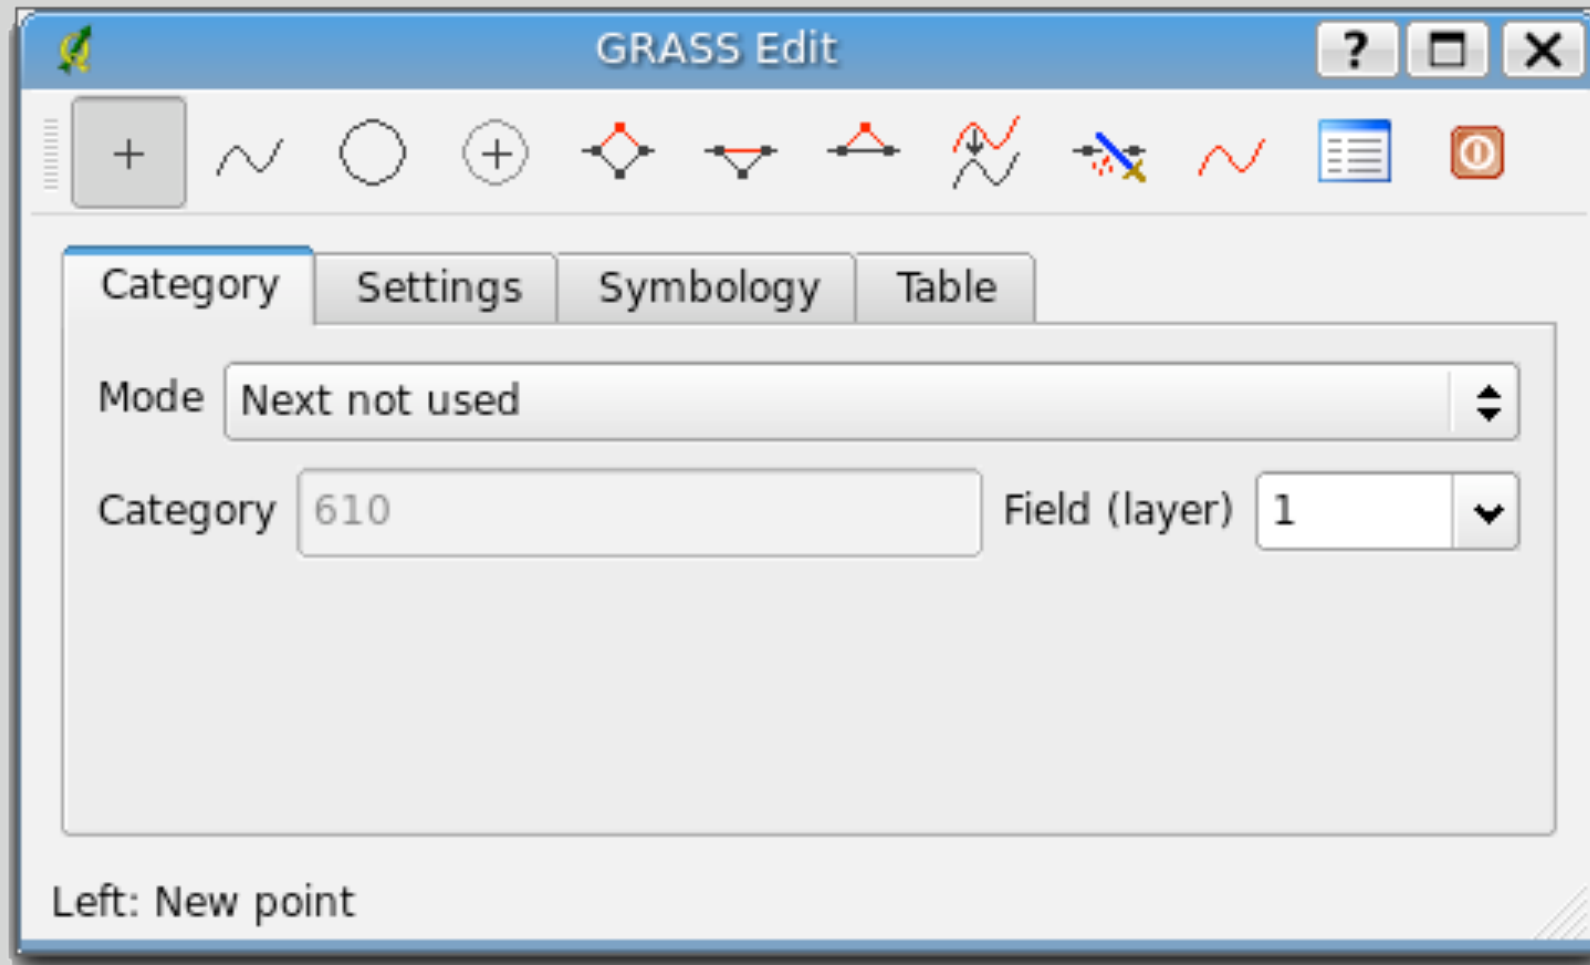 GRASS Edit
Category Settings Symbology Table
Mode Next not used
Category 610 Field (layer) 1
Left: New point